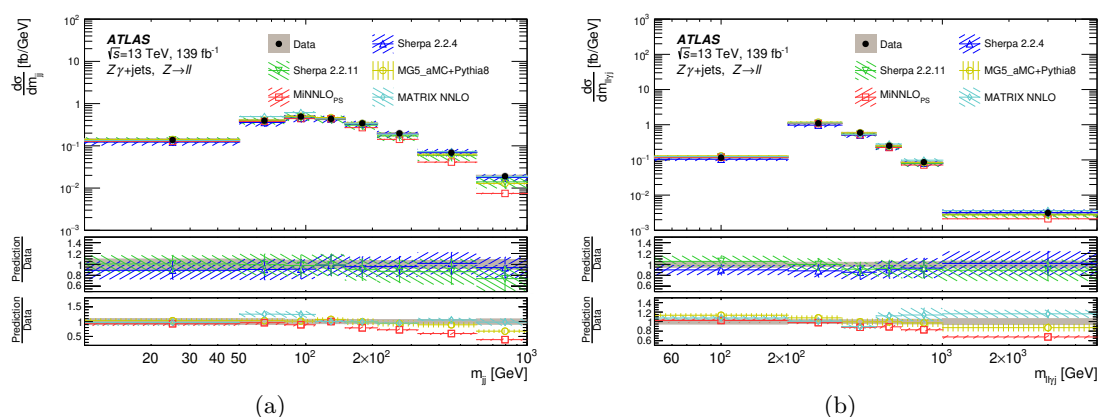 ATLAS
√s=13 TeV, 139 fb⁻¹
Zγ+jets, Z→ll
Data
Sherpa 2.2.11
MiNNLO_PS
Sherpa 2.2.4
MG5_aMC+Pythia8
MATRIX NNLO
dσ/dm_jj [fb/GeV]
10²
10
1
10⁻¹
10⁻²
10⁻³
Prediction/Data
1.4
1.2
1
0.8
0.6
Prediction/Data
1.5
1
0.5
20 30 40 50 10² 2×10² 10³
m_jj [GeV]
(a)
ATLAS
√s=13 TeV, 139 fb⁻¹
Zγ+jets, Z→ll
Data
Sherpa 2.2.11
MiNNLO_PS
Sherpa 2.2.4
MG5_aMC+Pythia8
MATRIX NNLO
dσ/dm_llγj [fb/GeV]
10⁴
10³
10²
10
1
10⁻¹
10⁻²
10⁻³
Prediction/Data
1.4
1.2
1
0.8
0.6
Prediction/Data
1.4
1.2
1
0.8
0.6
60 10² 2×10² 10³ 2×10³
m_llγj [GeV]
(b)